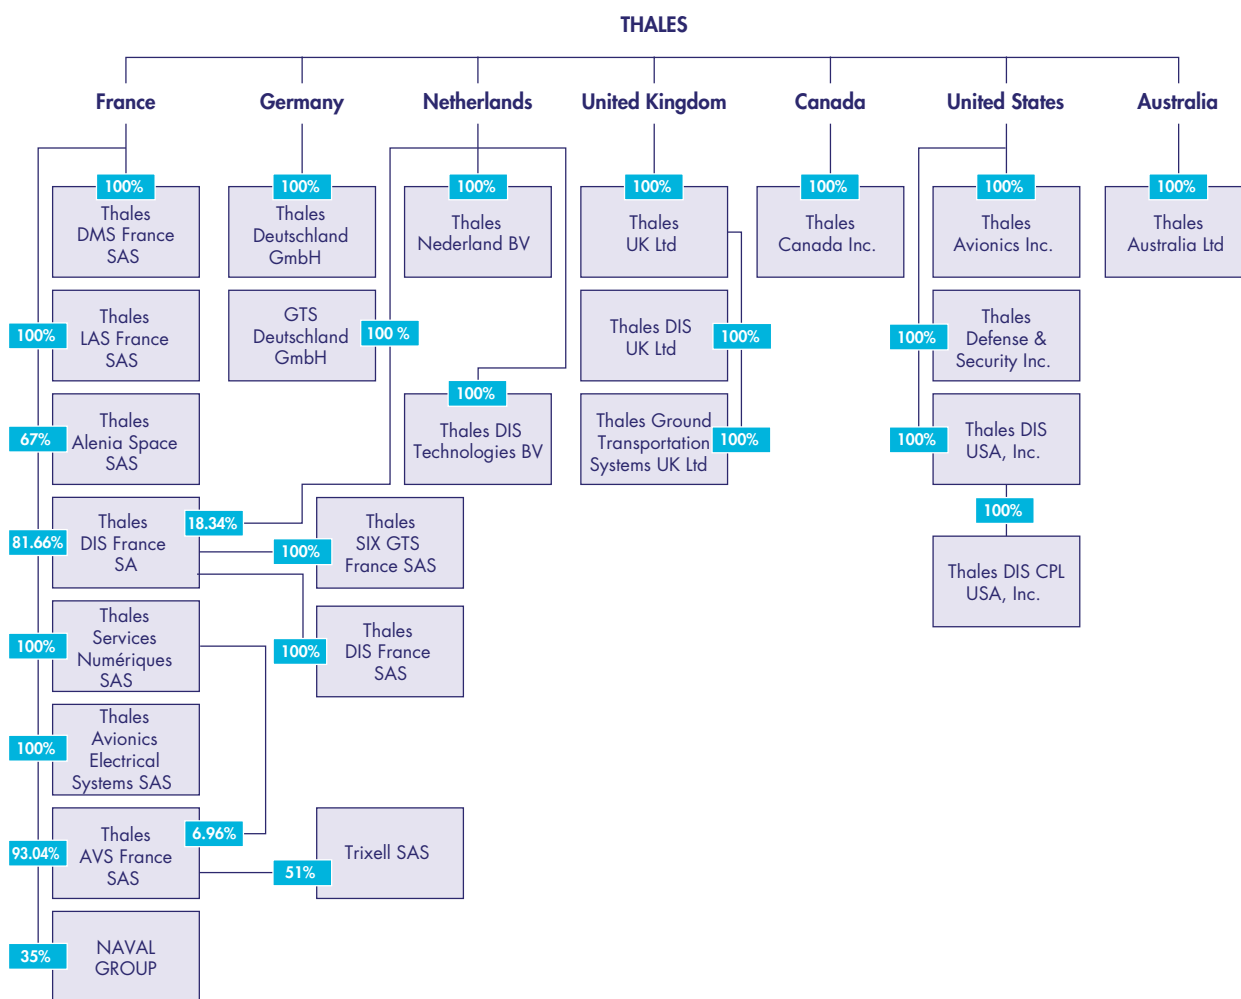 THALES
France
Germany
Netherlands
United Kingdom
Canada
United States
Australia
100%
Thales
DMS France
SAS
100%
Thales
Deutschland
GmbH
100%
Thales
Nederland BV
100%
Thales
UK Ltd
100%
Thales
Canada Inc.
100%
Thales
Avionics Inc.
100%
Thales
Australia Ltd
100%
Thales
LAS France
SAS
GTS
Deutschland
GmbH
100 %
Thales DIS
UK Ltd
100%
100%
Thales
Defense &
Security Inc.
67%
Thales
Alenia Space
SAS
100%
Thales DIS
Technologies BV
Thales Ground
Transportation
Systems UK Ltd
100%
100%
Thales DIS
USA, Inc.
81.66%
Thales
DIS France
SA
18.34%
100%
Thales
SIX GTS
France SAS
100%
Thales DIS CPL
USA, Inc.
100%
Thales
Services
Numériques
SAS
100%
Thales
DIS France
SAS
100%
Thales
Avionics
Electrical
Systems SAS
93.04%
Thales
AVS France
SAS
6.96%
51%
Trixell SAS
35%
NAVAL
GROUP